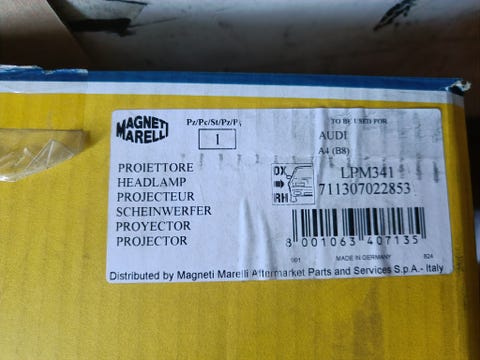 MAGNETI
MARELLI
Pz/Pc/St/Pz/P
1
TO BE USED FOR
AUDI
A4 (B8)
PROIETTORE
HEADLAMP
PROJECTEUR
SCHEINWERFER
PROYECTOR
PROJECTOR
DX
RH
LPM341
711307022853
8 001063 407135
001 MADE IN GERMANY 824
Distributed by Magneti Marelli Aftermarket Parts and Services S.p.A.- Italy